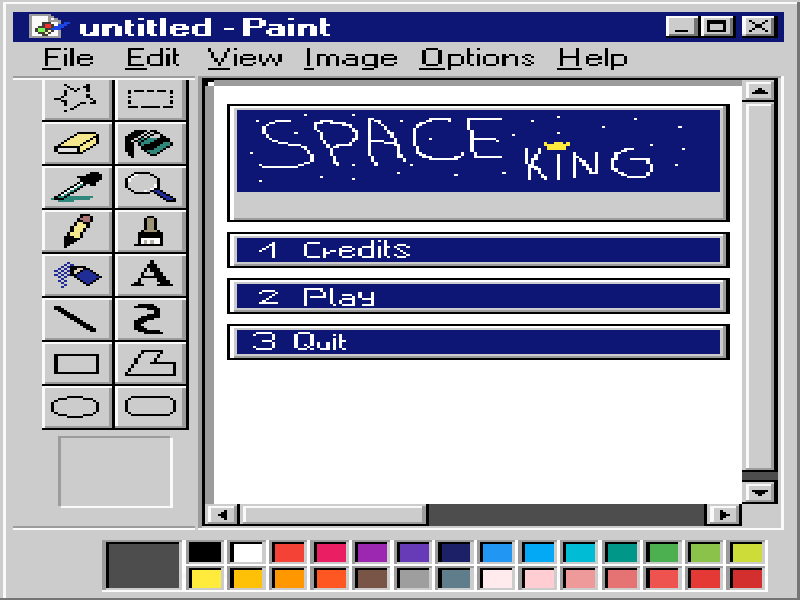 untitled - Paint
File Edit View Image Options Help
SPACE KING
A
1 Credits
2 Play
3 Quit